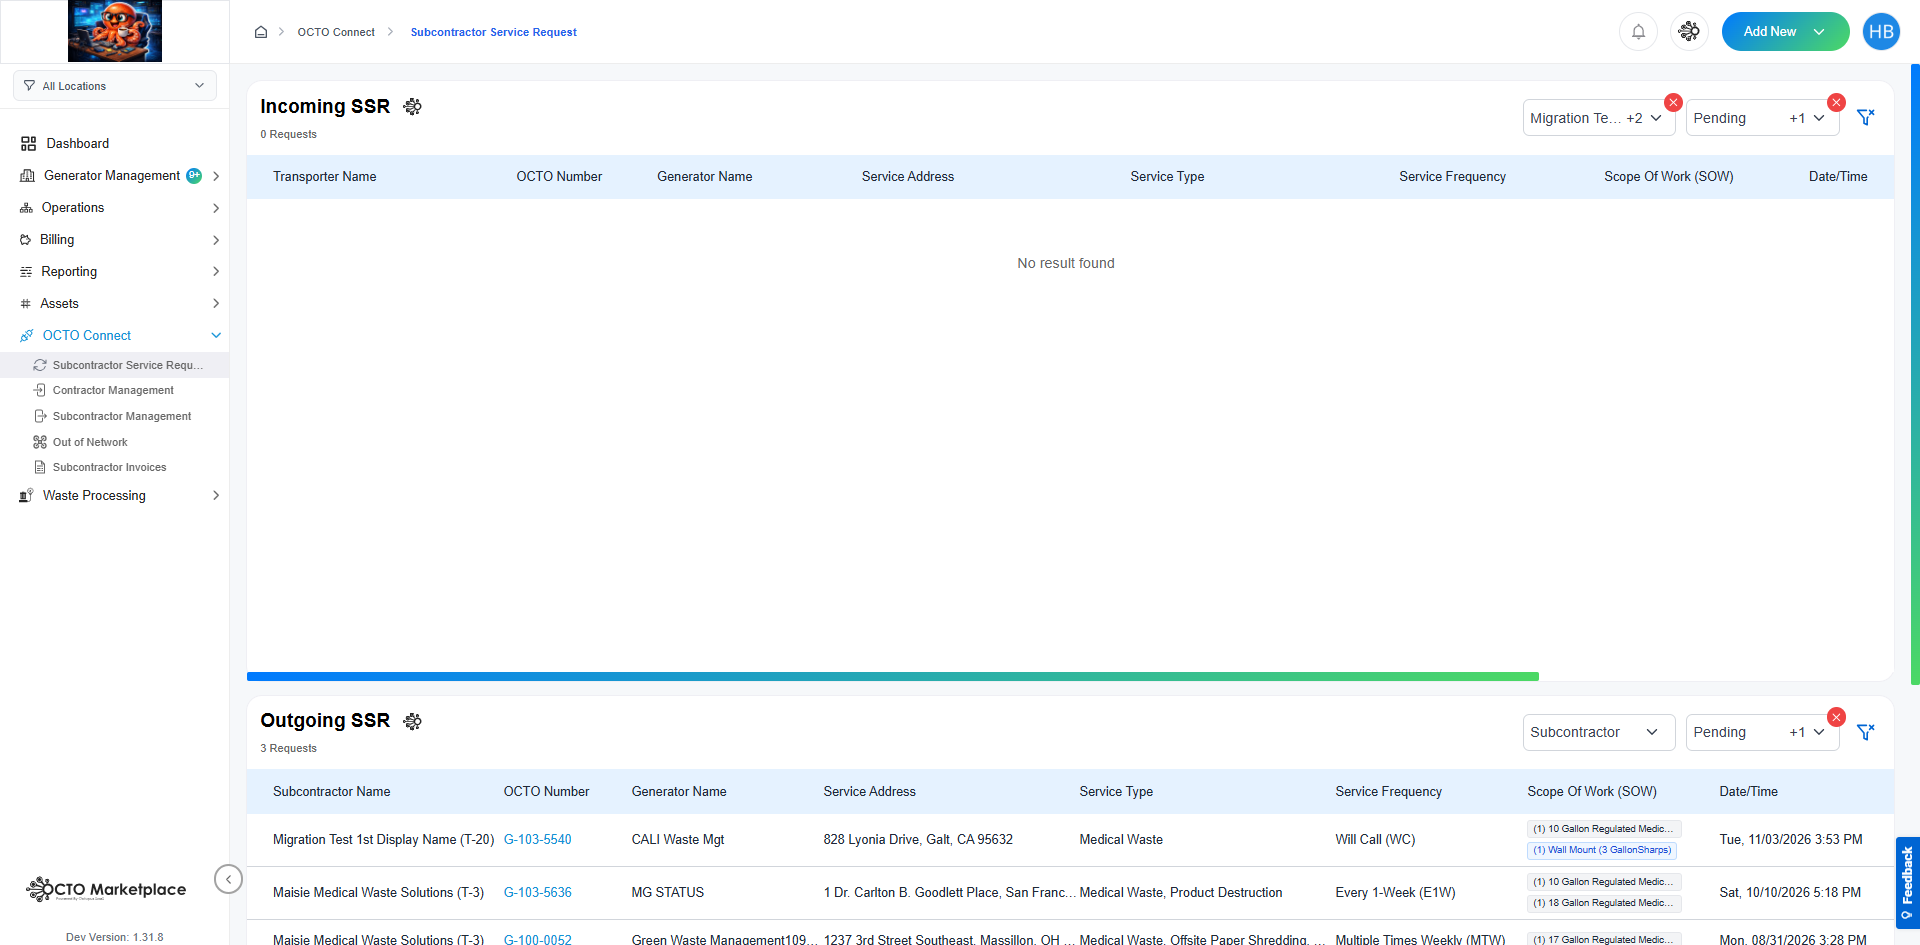 OCTO Connect
Subcontractor Service Request
Add New
HB
All Locations
Dashboard
Generator Management 9+
Operations
Billing
Reporting
Assets
OCTO Connect
Subcontractor Service Requ...
Contractor Management
Subcontractor Management
Out of Network
Subcontractor Invoices
Waste Processing
OCTO Marketplace
Dev Version: 1.31.8
Incoming SSR
0 Requests
Migration Te... +2
Pending +1
Transporter Name OCTO Number Generator Name Service Address Service Type Service Frequency Scope Of Work (SOW) Date/Time
No result found
Outgoing SSR
3 Requests
Subcontractor
Pending +1
Subcontractor Name OCTO Number Generator Name Service Address Service Type Service Frequency Scope Of Work (SOW) Date/Time
Migration Test 1st Display Name (T-20) G-103-5540 CALI Waste Mgt 828 Lyonia Drive, Galt, CA 95632 Medical Waste Will Call (WC) (1) 10 Gallon Regulated Medic... Tue, 11/03/2026 3:53 PM
(1) Wall Mount (3 GallonSharps)
Maisie Medical Waste Solutions (T-3) G-103-5636 MG STATUS 1 Dr. Carlton B. Goodlett Place, San Franc... Medical Waste, Product Destruction Every 1-Week (E1W) (1) 10 Gallon Regulated Medic... Sat, 10/10/2026 5:18 PM
(1) 18 Gallon Regulated Medic...
Maisie Medical Waste Solutions (T-3) G-100-0052 Green Waste Management109... 1237 3rd Street Southeast, Massillon, OH ... Medical Waste, Offsite Paper Shredding, ... Multiple Times Weekly (MTW) (1) 17 Gallon Regulated Medic... Mon, 08/31/2026 3:28 PM
Feedback